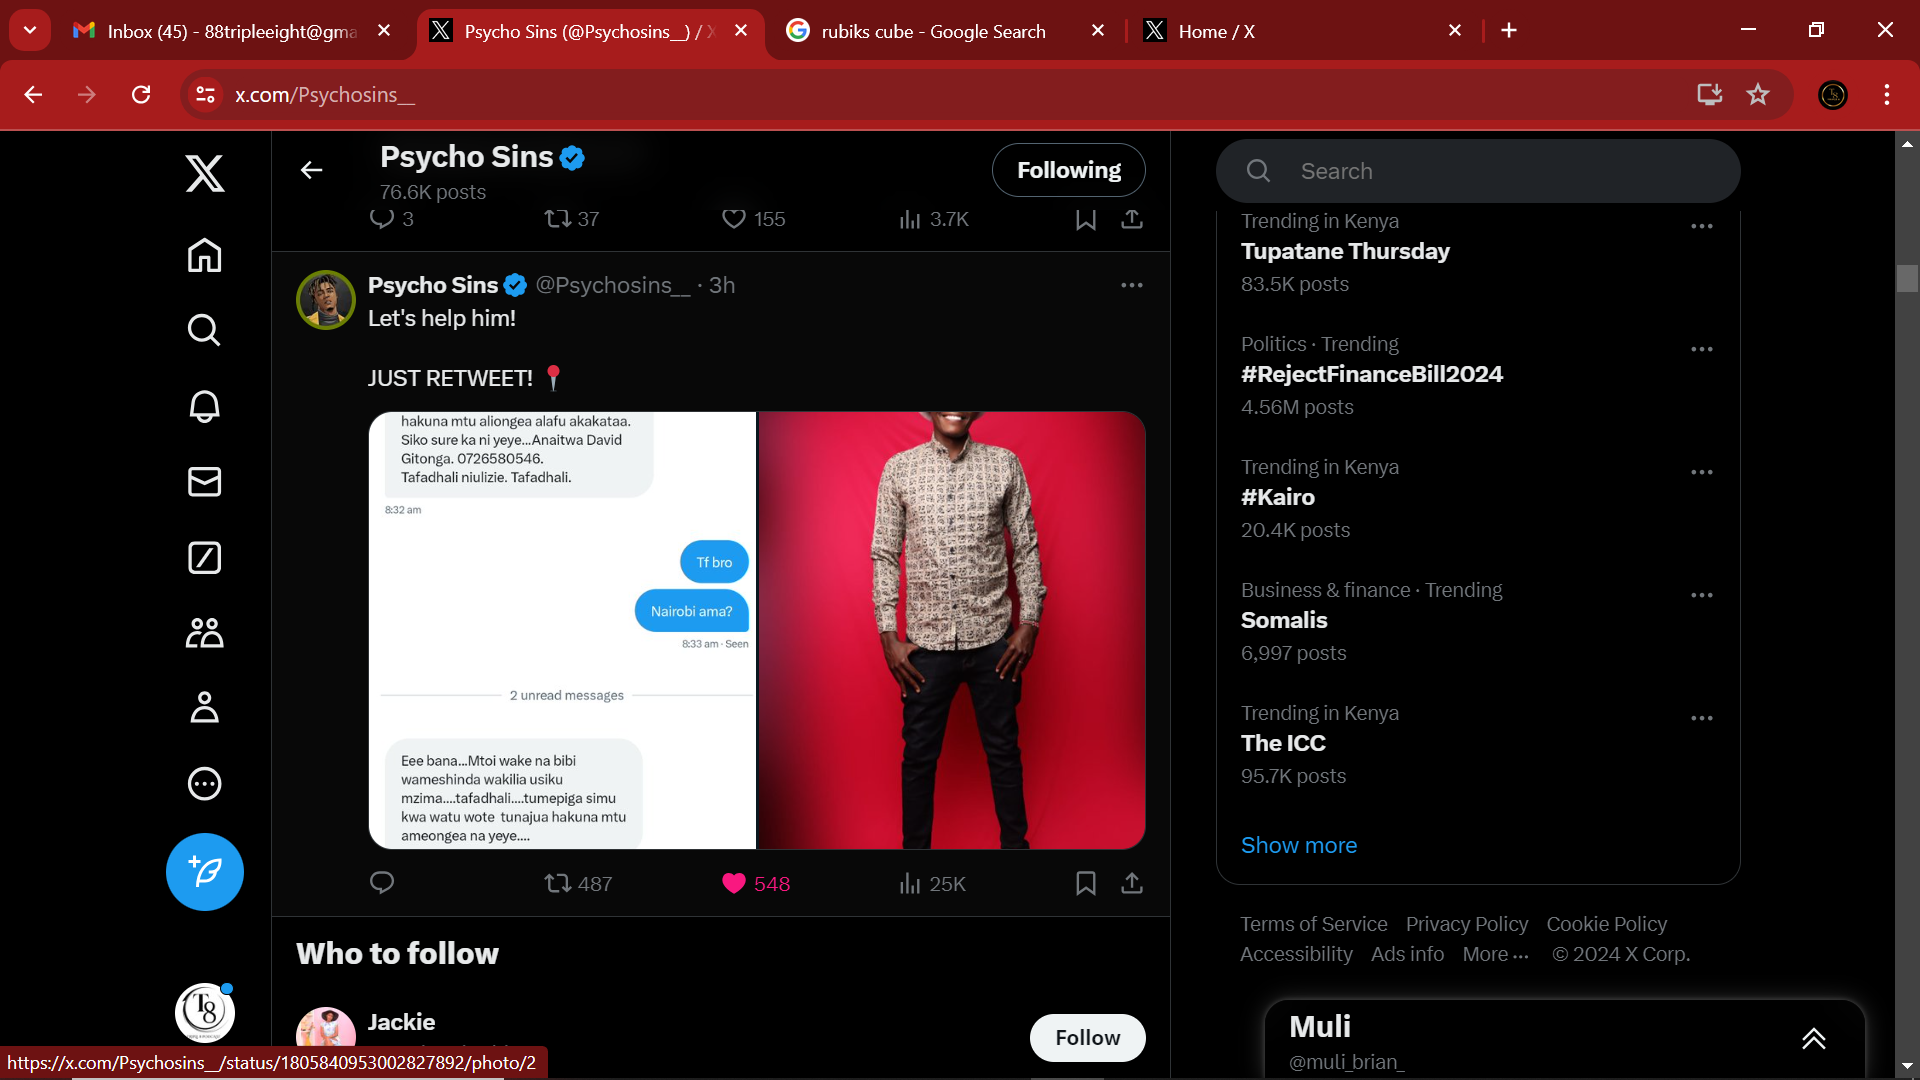 Inbox (45) - 88tripleeight@gma
Psycho Sins (@Psychosins__) / X
rubiks cube - Google Search
Home / X
x.com/Psychosins__
Psycho Sins
76.6K posts
Following
3
37
155
3.7K
Psycho Sins @Psychosins__ · 3h
Let's help him!
JUST RETWEET!
hakuna mtu aliongea alafu akakataa.
Siko sure ka ni yeye...Anaitwa David
Gitonga. 0726580546.
Tafadhali niulizie. Tafadhali.
8:32 am
Tf bro
Nairobi ama?
8:33 am · Seen
2 unread messages
Eee bana...Mtoi wake na bibi
wameshinda wakilia usiku
mzima....tafadhali....tumepiga simu
kwa watu wote tunajua hakuna mtu
ameongea na yeye....
487
548
25K
Who to follow
Jackie
Follow
Search
Trending in Kenya
Tupatane Thursday
83.5K posts
Politics · Trending
#RejectFinanceBill2024
4.56M posts
Trending in Kenya
#Kairo
20.4K posts
Business & finance · Trending
Somalis
6,997 posts
Trending in Kenya
The ICC
95.7K posts
Show more
Terms of Service Privacy Policy Cookie Policy
Accessibility Ads info More ··· © 2024 X Corp.
Muli
@muli_brian_
T8
https://x.com/Psychosins__/status/1805840953002827892/photo/2